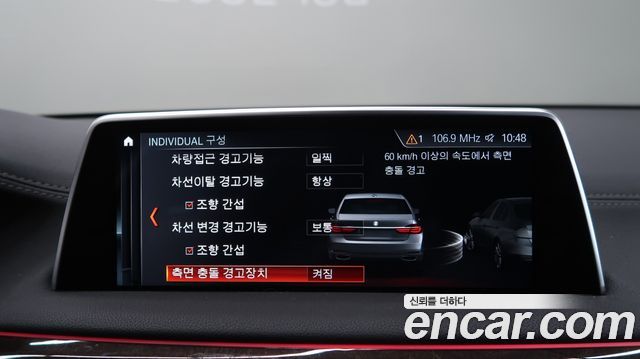 INDIVIDUAL 구성
1 106.9 MHz 10:48
차량접근 경고기능 일찍
차선이탈 경고기능 항상
조향 간섭
차선 변경 경고기능 보통
조향 간섭
측면 충돌 경고장치 켜짐
60 km/h 이상의 속도에서 측면
충돌 경고
신뢰를 더하다
encar.com